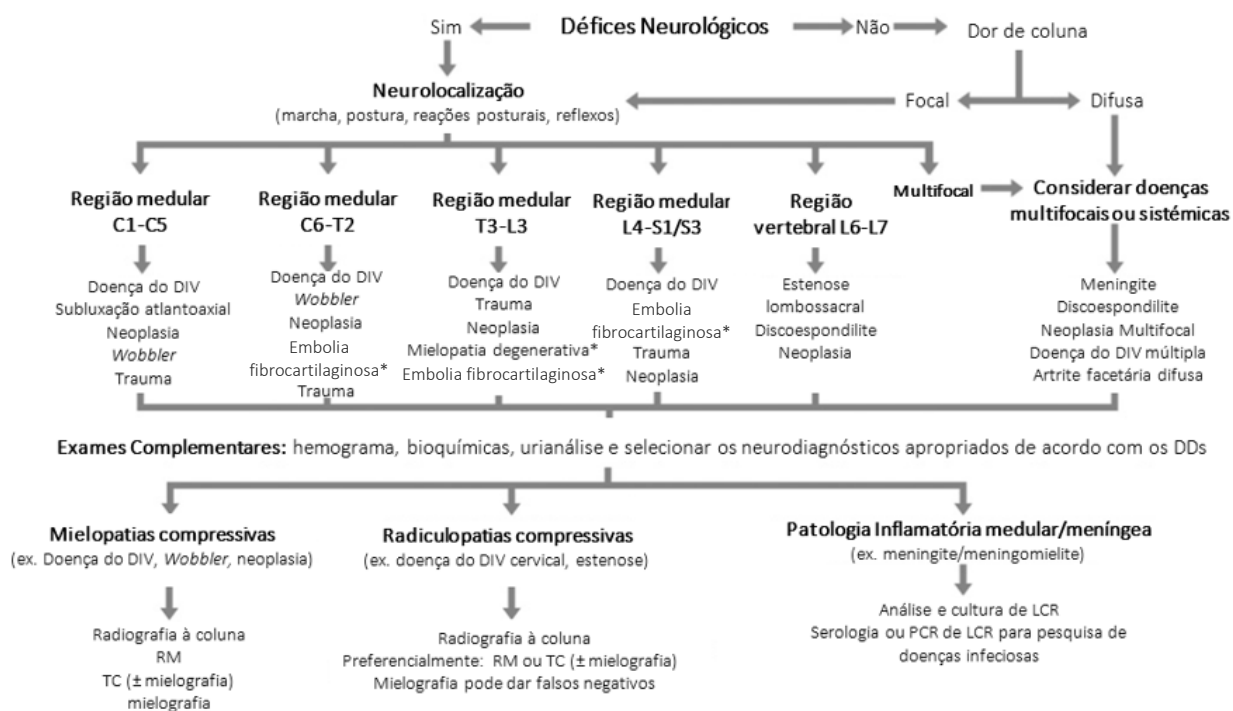 Sim
Défices Neurológicos
Não
Dor de coluna
Neurolocalização
(marcha, postura, reações posturais, reflexos)
Focal
Difusa
Região medular
C1-C5
Região medular
C6-T2
Região medular
T3-L3
Região medular
L4-S1/S3
Região
vertebral L6-L7
Multifocal
Considerar doenças
multifocais ou sistémicas
Doença do DIV
Subluxação atlantoaxial
Neoplasia
Wobbler
Trauma
Doença do DIV
Wobbler
Neoplasia
Embolia
fibrocartilaginosa*
Trauma
Doença do DIV
Trauma
Neoplasia
Mielopatia degenerativa*
Embolia fibrocartilaginosa*
Doença do DIV
Embolia
fibrocartilaginosa*
Trauma
Neoplasia
Estenose
lombossacral
Discoespondilite
Neoplasia
Meningite
Discoespondilite
Neoplasia Multifocal
Doença do DIV múltipla
Artrite facetária difusa
Exames Complementares: hemograma, bioquímicas, urianálise e selecionar os neurodiagnósticos apropriados de acordo com os DDs
Mielopatias compressivas
(ex. Doença do DIV, Wobbler, neoplasia)
Radiografia à coluna
RM
TC (± mielografia)
mielografia
Radiculopatias compressivas
(ex. doença do DIV cervical, estenose)
Radiografia à coluna
Preferencialmente: RM ou TC (± mielografia)
Mielografia pode dar falsos negativos
Patologia Inflamatória medular/meníngea
(ex. meningite/meningomielite)
Análise e cultura de LCR
Serologia ou PCR de LCR para pesquisa de
doenças infeciosas